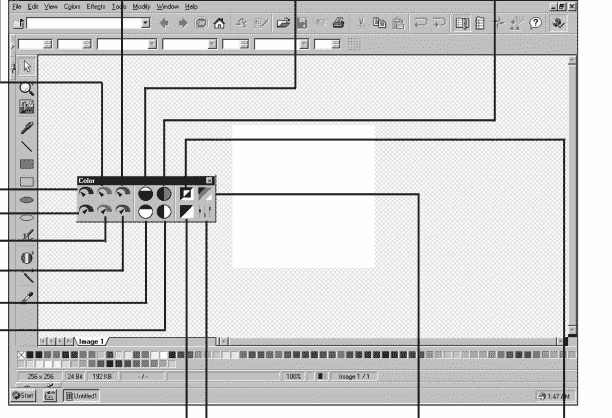 File Edit View Colors Effects Tools Modify Window Help
Color
Image 1
256 x 256 24 Bit 192 KB - / - 100% Image 1 / 1
Start Untitled1 1:47 AM